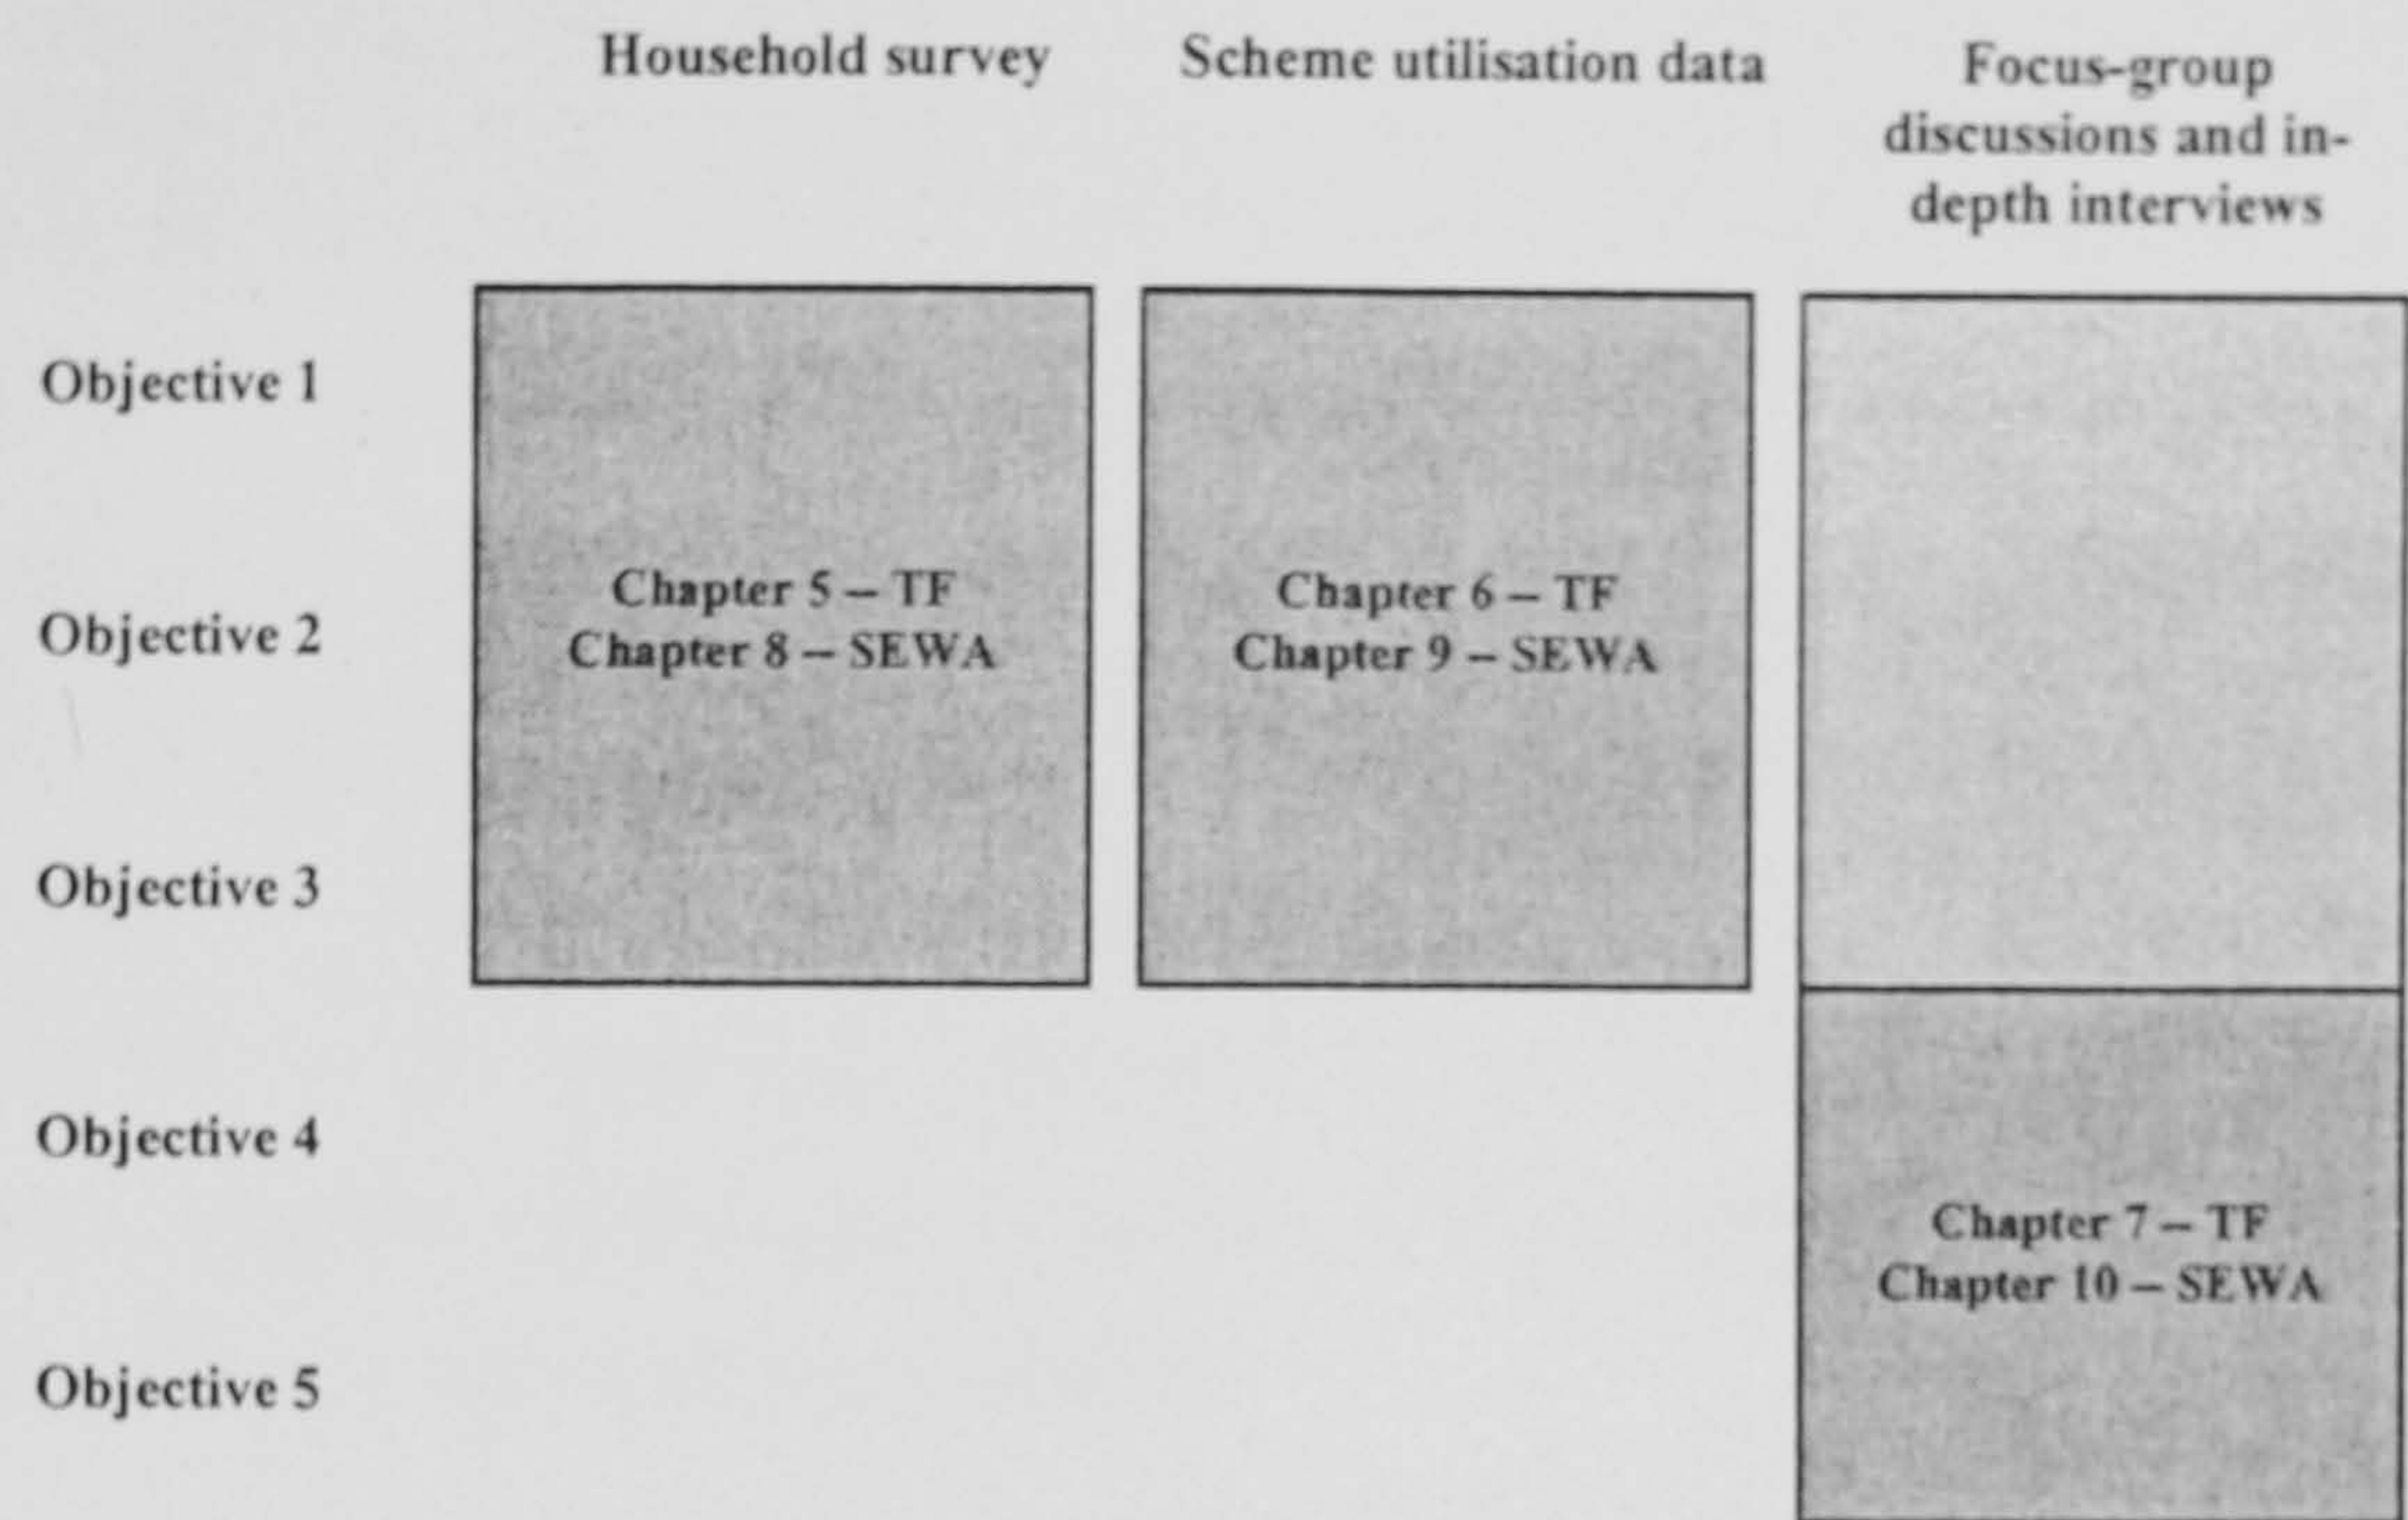 Household survey
Scheme utilisation data
Focus-group
discussions and in-
depth interviews
Objective 1
Objective 2
Chapter 5 – TF
Chapter 8 – SEWA
Chapter 6 – TF
Chapter 9 – SEWA
Objective 3
Objective 4
Chapter 7 – TF
Chapter 10 – SEWA
Objective 5